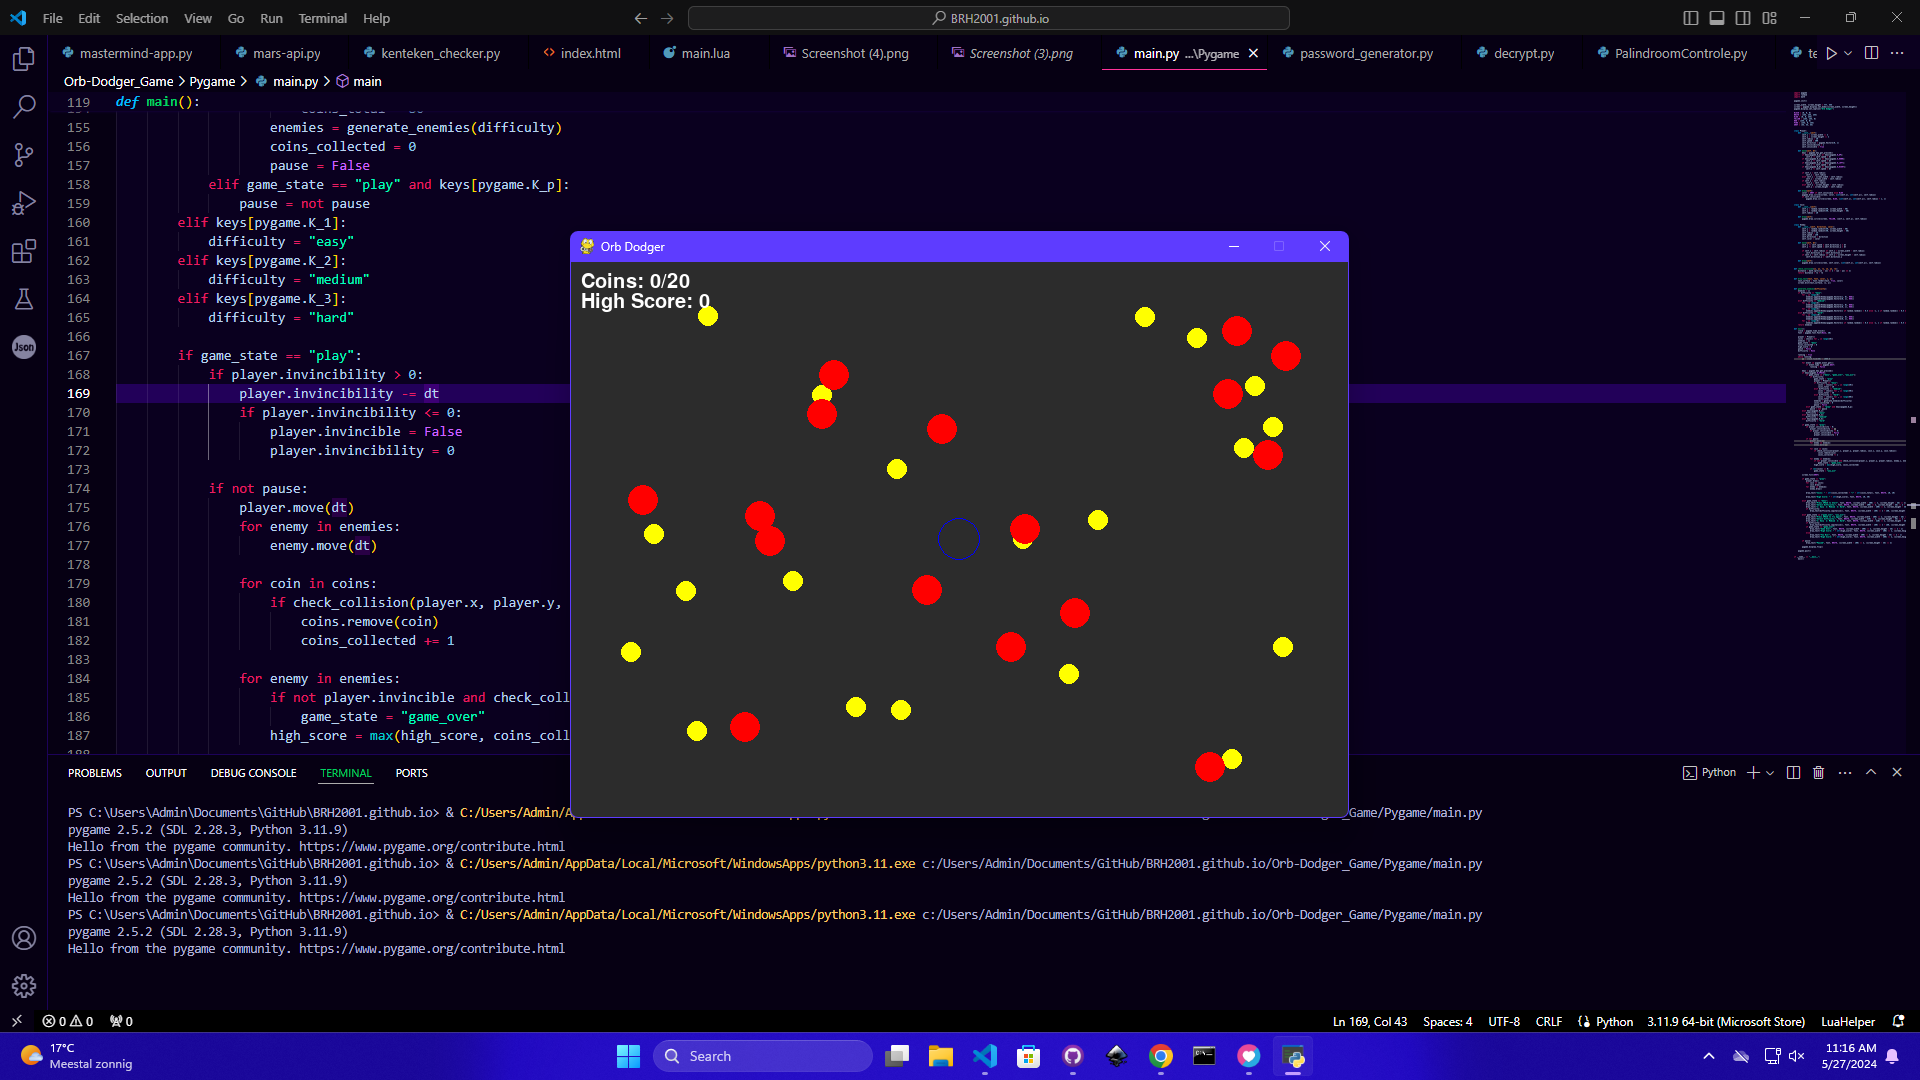 File Edit Selection View Go Run Terminal Help
BRH2001.github.io
mastermind-app.py mars-api.py kenteken_checker.py index.html main.lua Screenshot (4).png Screenshot (3).png main.py ...\Pygame password_generator.py decrypt.py PalindroomControle.py te
Orb-Dodger_Game > Pygame > main.py > main
119 def main():
155 enemies = generate_enemies(difficulty)
156 coins_collected = 0
157 pause = False
158 elif game_state == "play" and keys[pygame.K_p]:
159 pause = not pause
160 elif keys[pygame.K_1]:
161 difficulty = "easy"
162 elif keys[pygame.K_2]:
163 difficulty = "medium"
164 elif keys[pygame.K_3]:
165 difficulty = "hard"
166
167 if game_state == "play":
168 if player.invincibility > 0:
169 player.invincibility -= dt
170 if player.invincibility <= 0:
171 player.invincible = False
172 player.invincibility = 0
173
174 if not pause:
175 player.move(dt)
176 for enemy in enemies:
177 enemy.move(dt)
178
179 for coin in coins:
180 if check_collision(player.x, player.y,
181 coins.remove(coin)
182 coins_collected += 1
183
184 for enemy in enemies:
185 if not player.invincible and check_coll
186 game_state = "game_over"
187 high_score = max(high_score, coins_coll
188
Json
Orb Dodger
Coins: 0/20
High Score: 0
PROBLEMS OUTPUT DEBUG CONSOLE TERMINAL PORTS
Python
PS C:\Users\Admin\Documents\GitHub\BRH2001.github.io> & C:/Users/Admin/Ap _Game/Pygame/main.py
pygame 2.5.2 (SDL 2.28.3, Python 3.11.9)
Hello from the pygame community. https://www.pygame.org/contribute.html
PS C:\Users\Admin\Documents\GitHub\BRH2001.github.io> & C:/Users/Admin/AppData/Local/Microsoft/WindowsApps/python3.11.exe c:/Users/Admin/Documents/GitHub/BRH2001.github.io/Orb-Dodger_Game/Pygame/main.py
pygame 2.5.2 (SDL 2.28.3, Python 3.11.9)
Hello from the pygame community. https://www.pygame.org/contribute.html
PS C:\Users\Admin\Documents\GitHub\BRH2001.github.io> & C:/Users/Admin/AppData/Local/Microsoft/WindowsApps/python3.11.exe c:/Users/Admin/Documents/GitHub/BRH2001.github.io/Orb-Dodger_Game/Pygame/main.py
pygame 2.5.2 (SDL 2.28.3, Python 3.11.9)
Hello from the pygame community. https://www.pygame.org/contribute.html
0 0 0
Ln 169, Col 43 Spaces: 4 UTF-8 CRLF Python 3.11.9 64-bit (Microsoft Store) LuaHelper
17°C
Meestal zonnig
Search
11:16 AM
5/27/2024